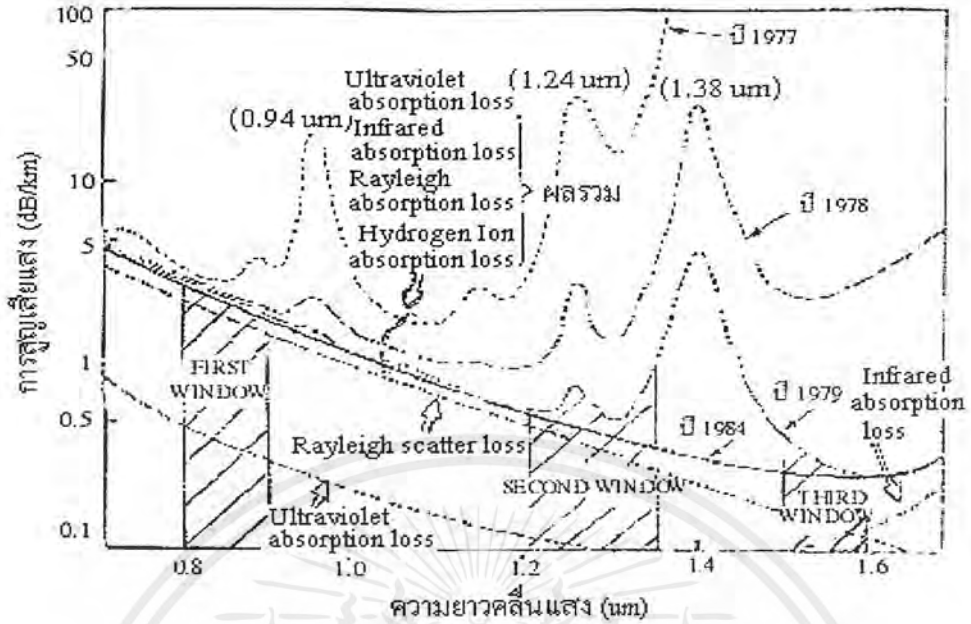 100
50
10
5
1
0.5
0.1
การสูญเสียแสง (dB/km)
ปี 1977
Ultraviolet
absorption loss
(0.94 um)
Infrared
absorption loss
Rayleigh
absorption loss
Hydrogen Ion
absorption loss
ผลรวม
(1.24 um)
(1.38 um)
ปี 1978
FIRST
WINDOW
Rayleigh scatter loss
Ultraviolet
absorption loss
SECOND WINDOW
ปี 1984
ปี 1979
Infrared
absorption
loss
THIRD
WINDOW
0.8
1.0
1.2
1.4
1.6
ความยาวคลื่นแสง (um)